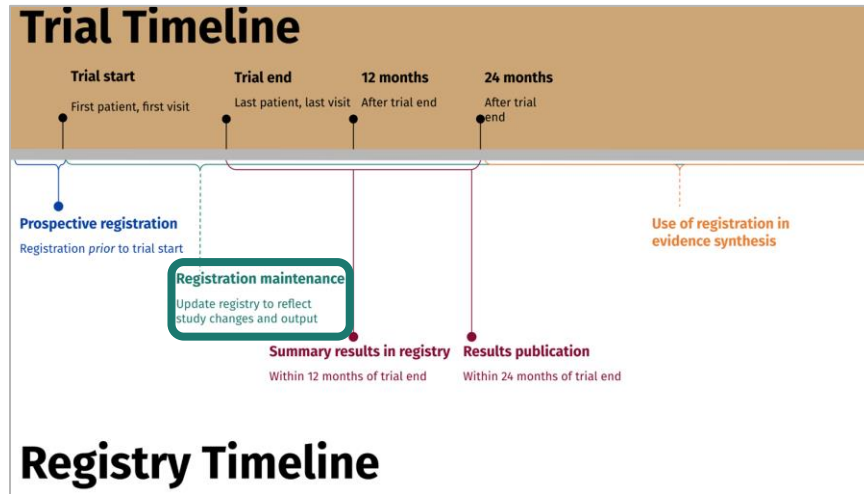 Trial Timeline
Trial start
Trial end
12 months
24 months
First patient, first visit
Last patient, last visit
After trial end
After trial
end
Prospective registration
Registration prior to trial start
Use of registration in
evidence synthesis
Registration maintenance
Update registry to reflect
study changes and output
Summary results in registry
Within 12 months of trial end
Results publication
Within 24 months of trial end
Registry Timeline